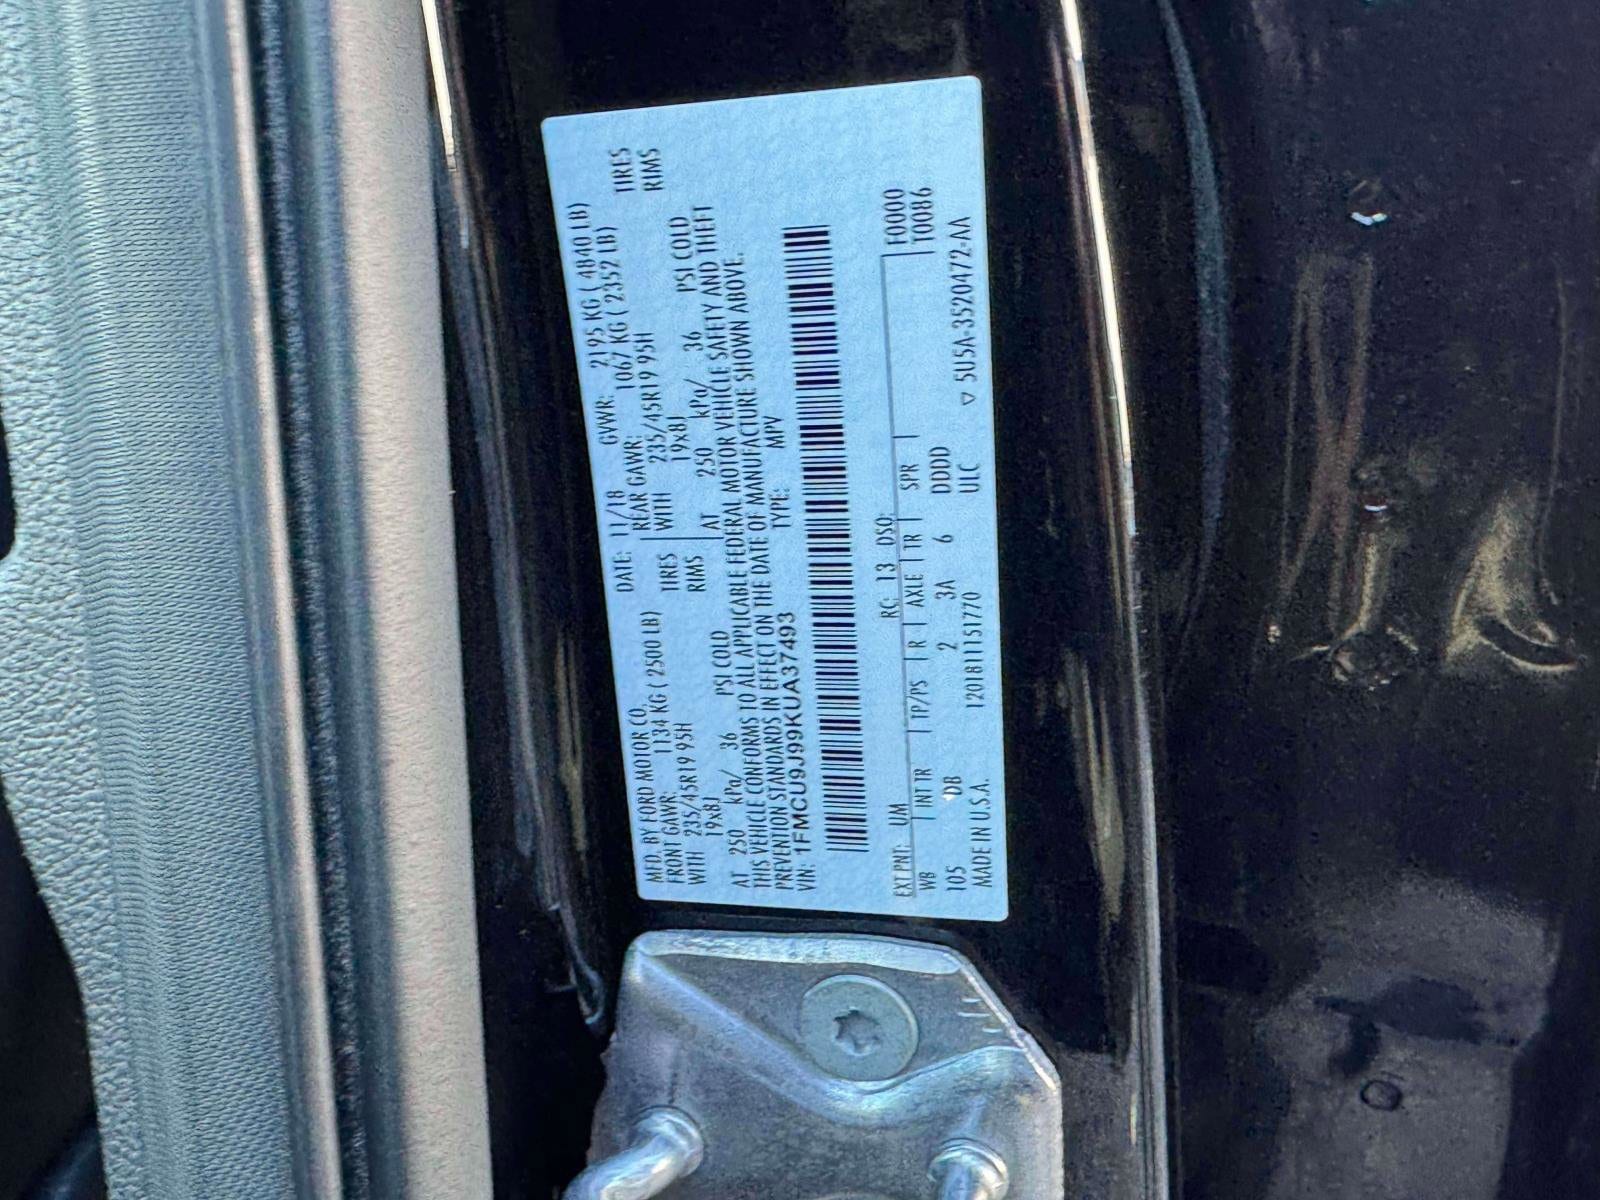 MFD. BY FORD MOTOR CO. DATE: 11/18 GVWR: 2195 KG ( 4840 LB)
FRONT GAWR: 1134 KG ( 2500 LB) REAR GAWR: 1067 KG ( 2352 LB)
WITH 235/45R19 95H TIRES WITH 235/45R19 95H TIRES
19x8J RIMS 19x8J RIMS
AT 250 kPa/ 36 PSI COLD AT 250 kPa/ 36 PSI COLD
THIS VEHICLE CONFORMS TO ALL APPLICABLE FEDERAL MOTOR VEHICLE SAFETY AND THEFT
PREVENTION STANDARDS IN EFFECT ON THE DATE OF MANUFACTURE SHOWN ABOVE.
VIN: 1FMCU9J99KUA37493 TYPE: MPV
EXT PNT: UM RC: 13 DSO: F0000
WB INT TR TP/PS R AXLE TR SPR T0086
105 DB 2 3A 6 DDDD
MADE IN U.S.A. 1201811151770 ULC ▽ 5U5A-3520472-AA